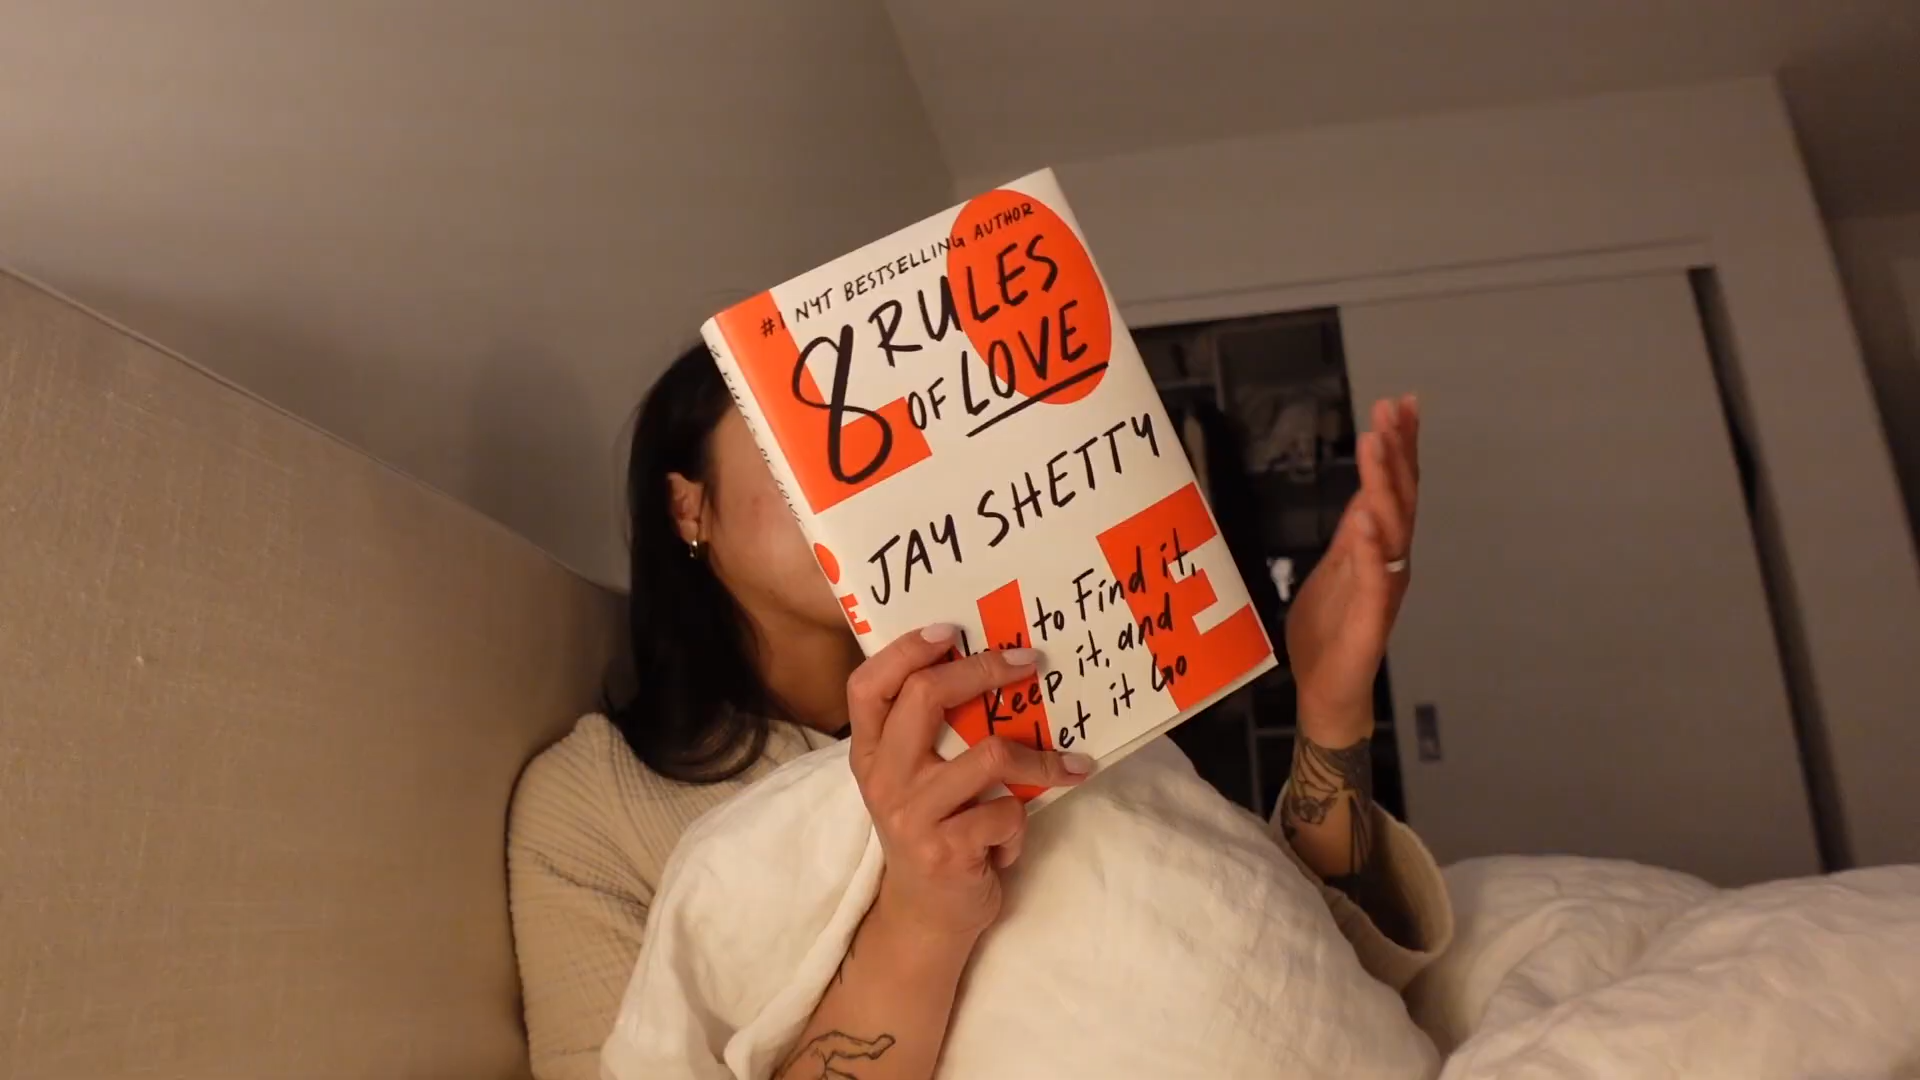 #1 NYT BESTSELLING AUTHOR
8 RULES
OF LOVE
JAY SHETTY
how to Find it,
Keep it, and
Let it Go